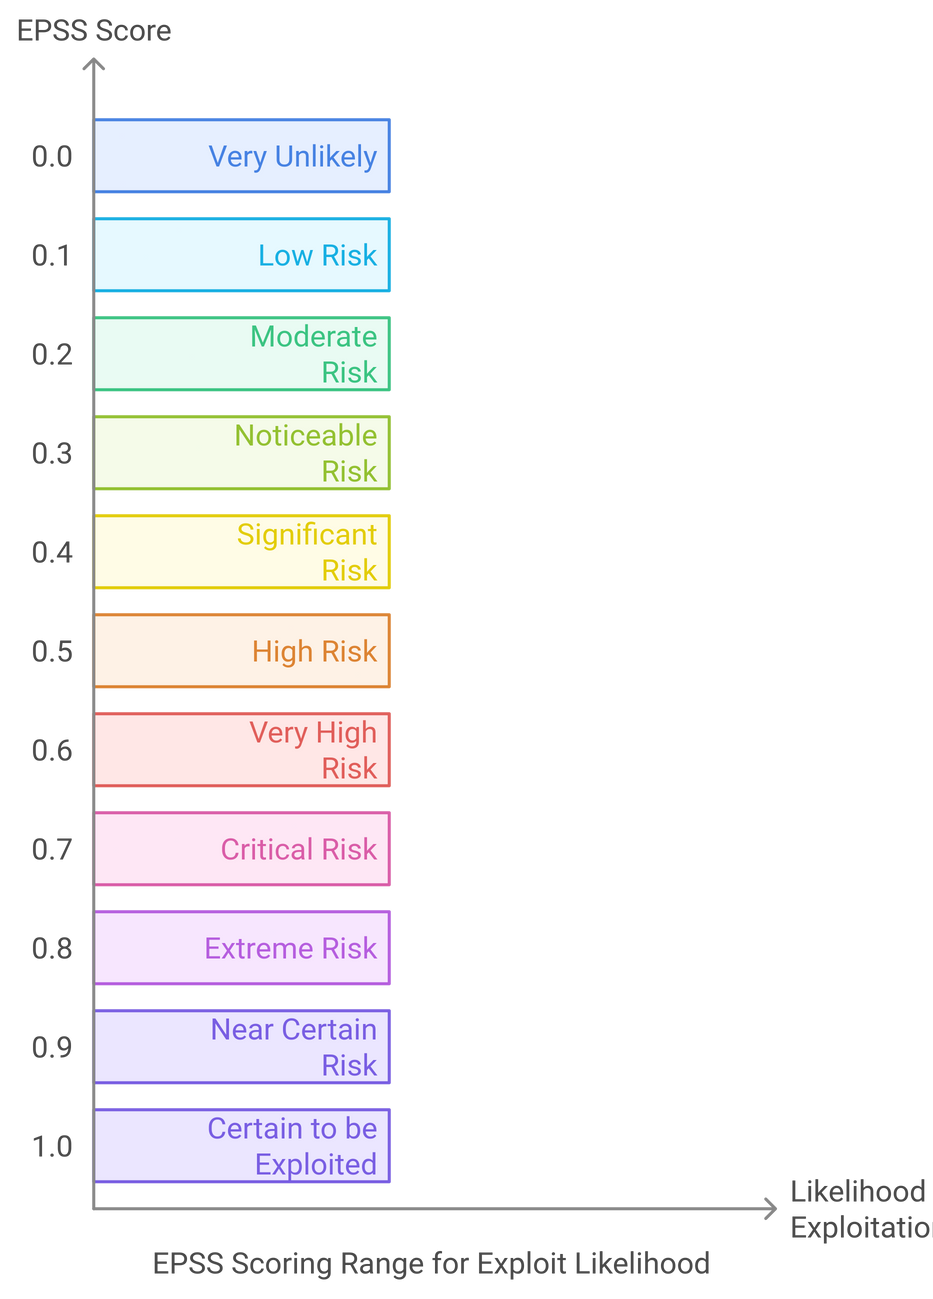 EPSS Score
0.0
Very Unlikely
0.1
Low Risk
0.2
Moderate
Risk
0.3
Noticeable
Risk
0.4
Significant
Risk
0.5
High Risk
0.6
Very High
Risk
0.7
Critical Risk
0.8
Extreme Risk
0.9
Near Certain
Risk
1.0
Certain to be
Exploited
Likelihood
Exploitatio
EPSS Scoring Range for Exploit Likelihood